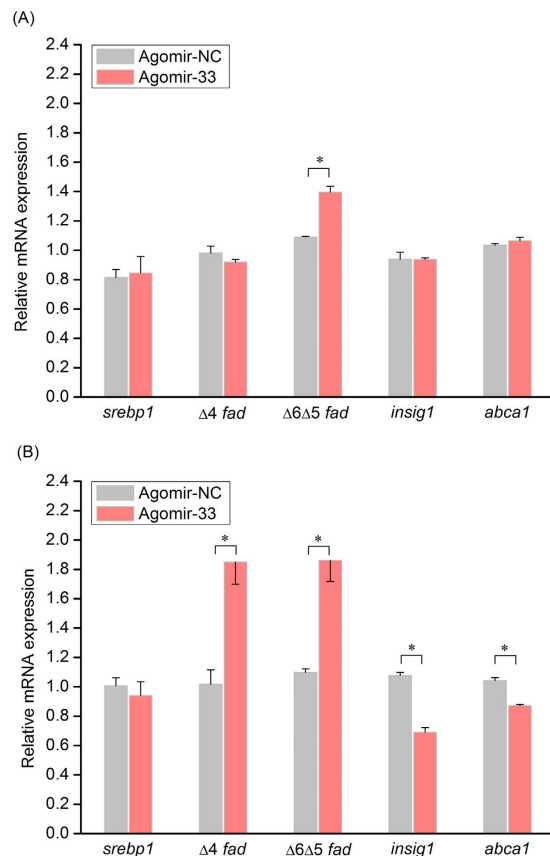 (A)
2.4
2.2
2.0
1.8
1.6
1.4
1.2
1.0
0.8
0.6
0.4
0.2
0.0
Relative mRNA expression
Agomir-NC
Agomir-33
*
srebp1 Δ4 fad Δ6Δ5 fad insig1 abca1
(B)
2.4
2.2
2.0
1.8
1.6
1.4
1.2
1.0
0.8
0.6
0.4
0.2
0.0
Relative mRNA expression
Agomir-NC
Agomir-33
* * * *
srebp1 Δ4 fad Δ6Δ5 fad insig1 abca1